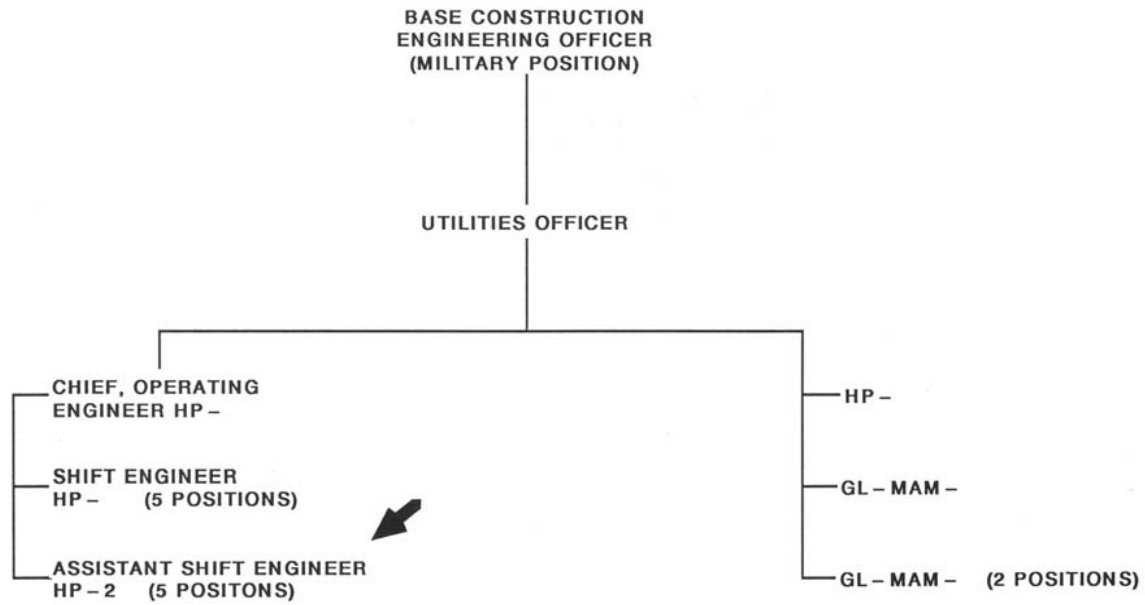 BASE CONSTRUCTION
ENGINEERING OFFICER
(MILITARY POSITION)
UTILITIES OFFICER
CHIEF, OPERATING
ENGINEER HP –
SHIFT ENGINEER
HP – (5 POSITIONS)
ASSISTANT SHIFT ENGINEER
HP – 2 (5 POSITONS)
HP –
GL – MAM –
GL – MAM – (2 POSITIONS)